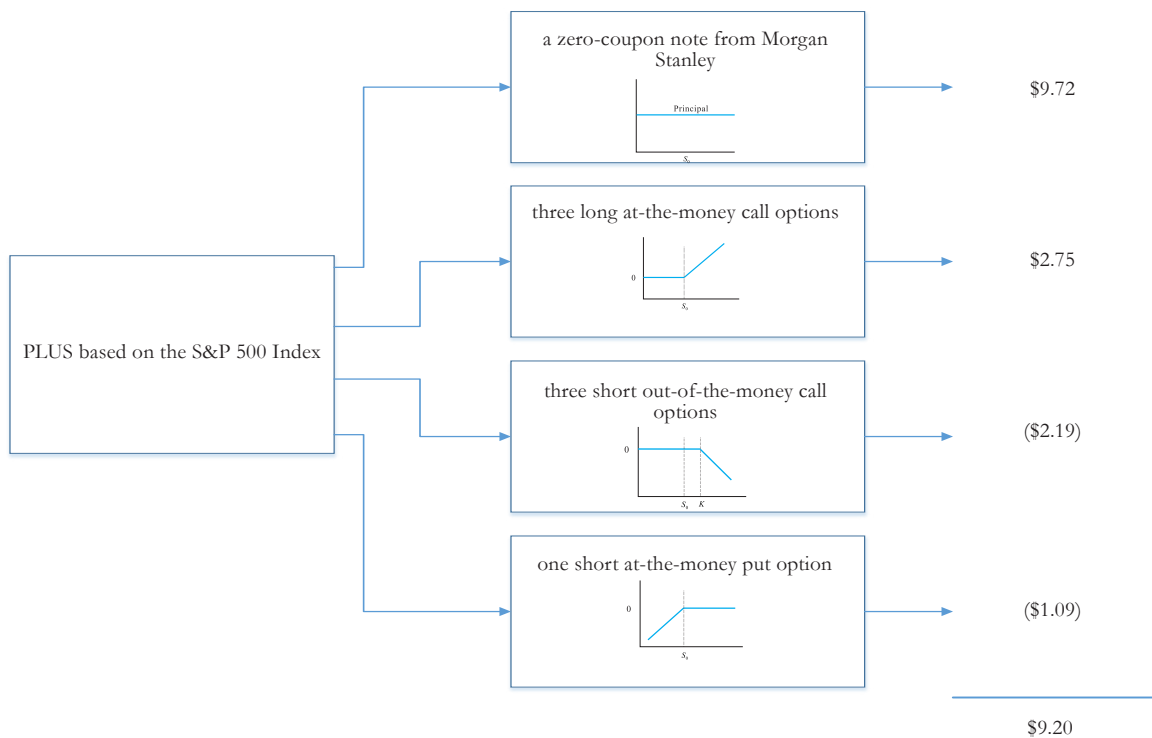 a zero-coupon note from Morgan
Stanley
Principal
S₀
$9.72
three long at-the-money call options
0
S₀
$2.75
PLUS based on the S&P 500 Index
three short out-of-the-money call
options
0
S₀ K
($2.19)
one short at-the-money put option
0
S₀
($1.09)
$9.20